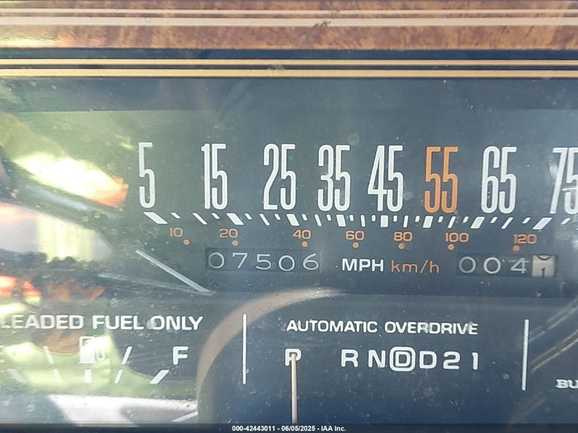 5 15 25 35 45 55 65 75
10 20 40 60 80 100 120
07506 MPH km/h 004
LEADED FUEL ONLY AUTOMATIC OVERDRIVE
F P R N D D 2 1
BU
000-42443011 - 06/05/2025 - IAA Inc.